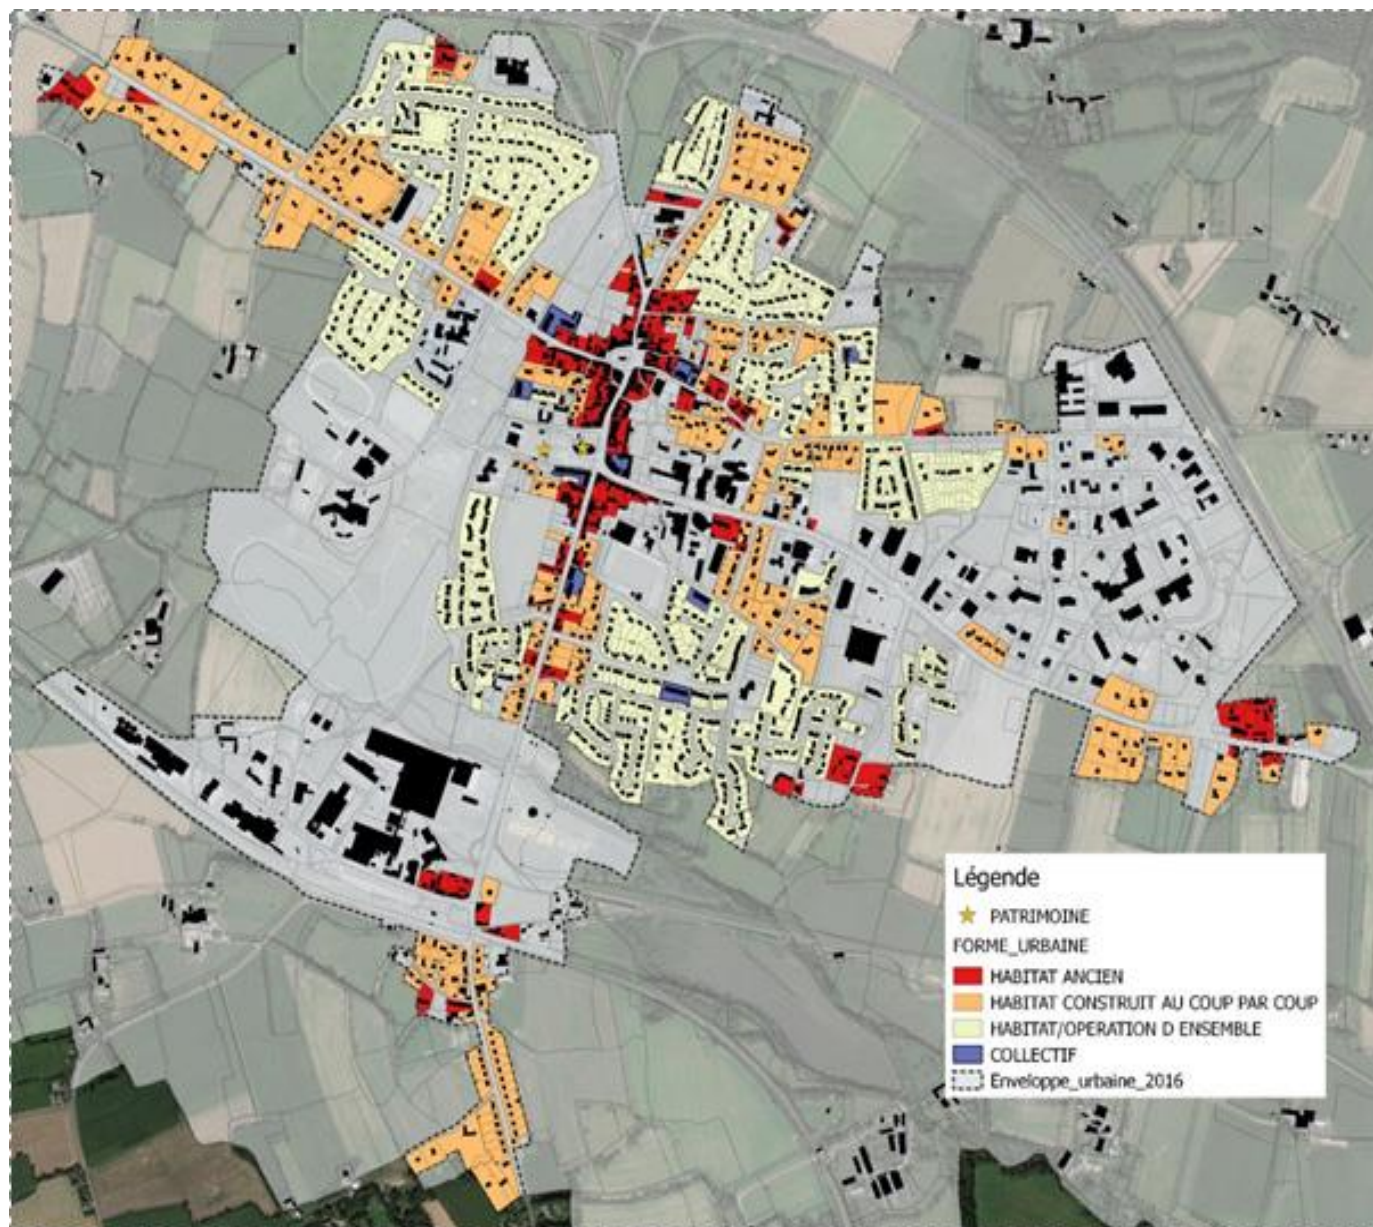 Légende
PATRIMOINE
FORME_URBAINE
HABITAT ANCIEN
HABITAT CONSTRUIT AU COUP PAR COUP
HABITAT/OPERATION D ENSEMBLE
COLLECTIF
Enveloppe_urbaine_2016